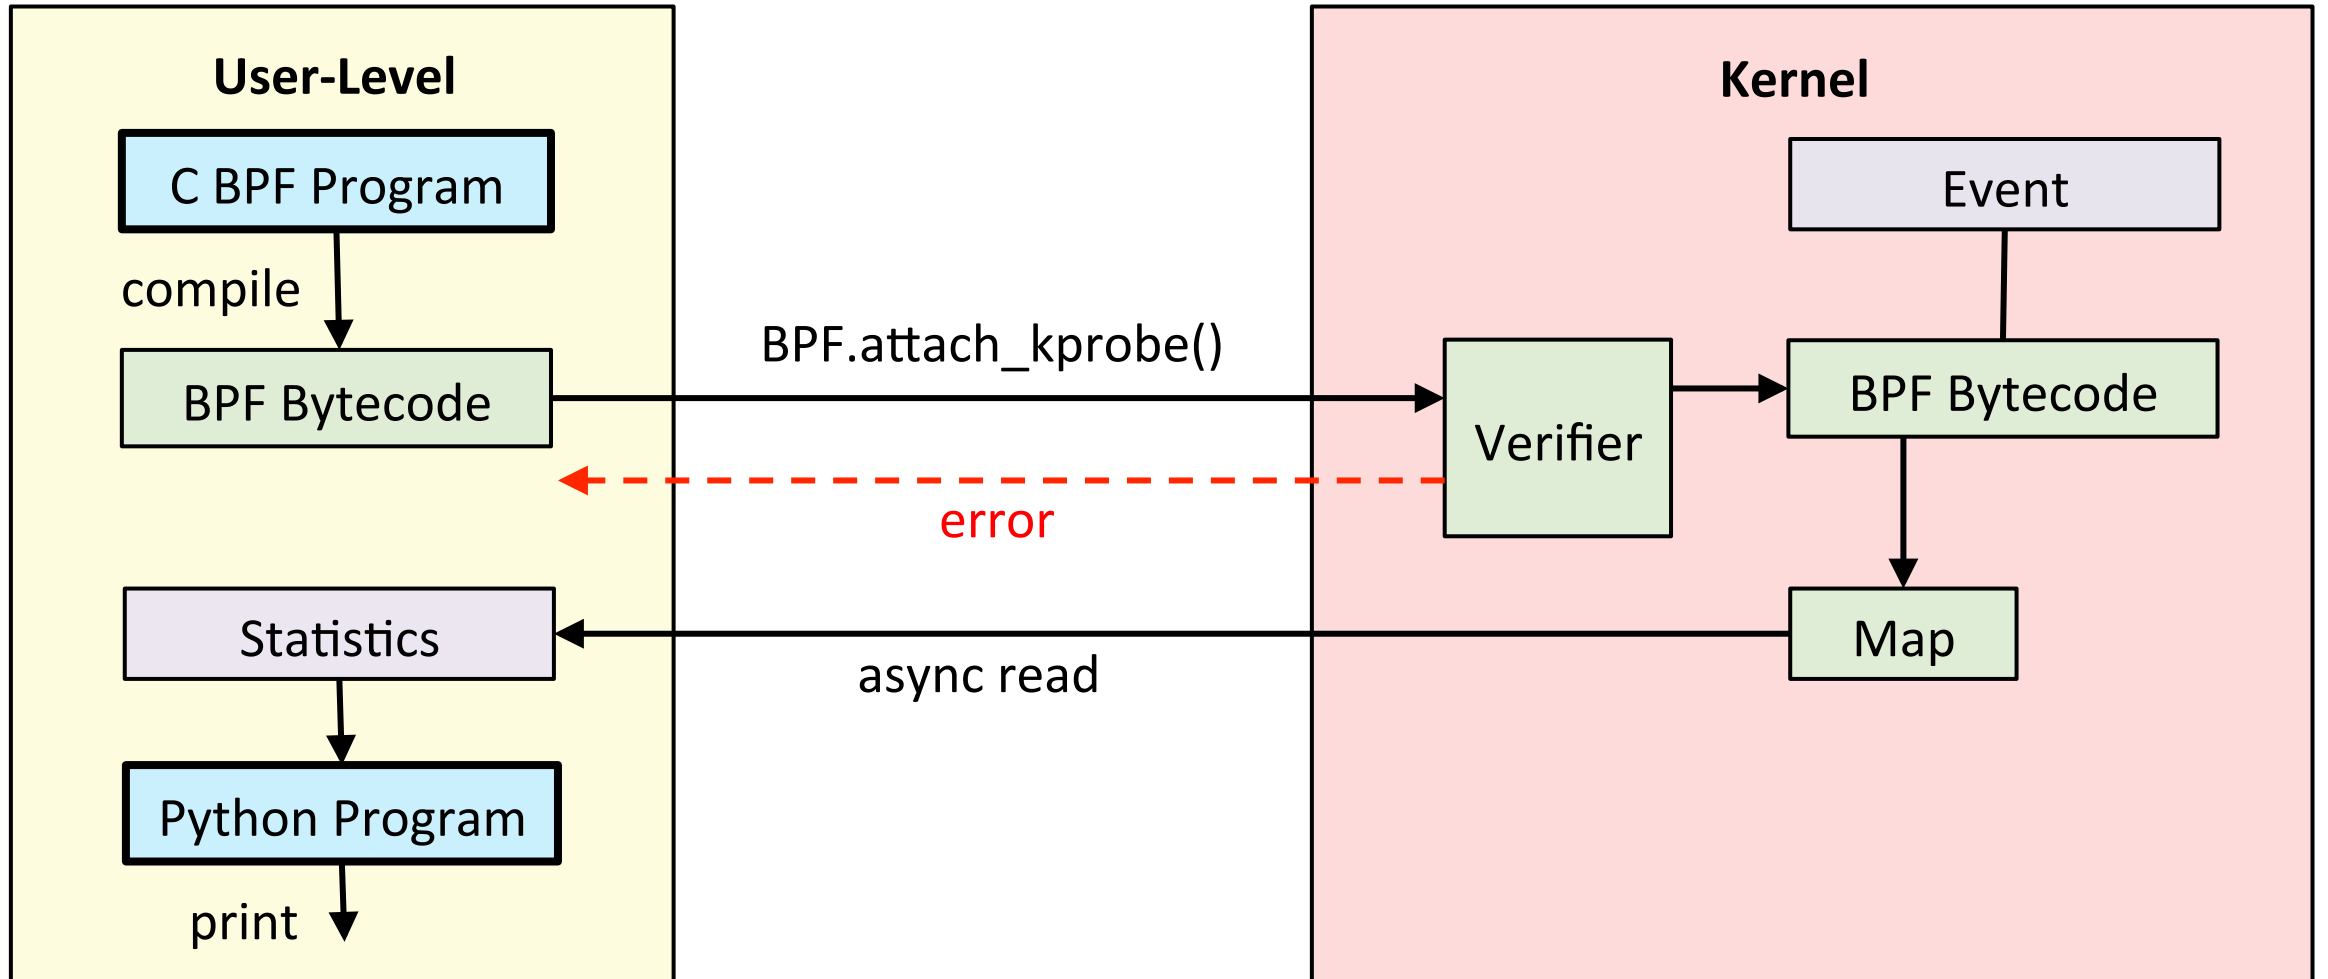 User-Level
C BPF Program
compile
BPF Bytecode
Statistics
Python Program
print
BPF.attach_kprobe()
error
async read
Kernel
Event
Verifier
BPF Bytecode
Map